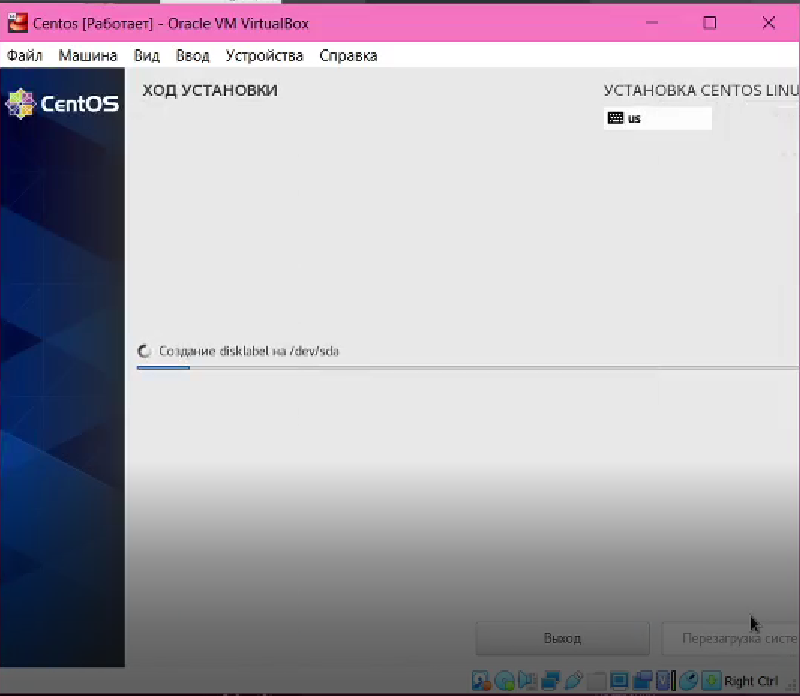 Centos [Работает] - Oracle VM VirtualBox
Файл Машина Вид Ввод Устройства Справка
CentOS
ХОД УСТАНОВКИ
УСТАНОВКА CENTOS LINU
us
Создание disklabel на /dev/sda
Выход
Перезагрузка систе
Right Ctrl